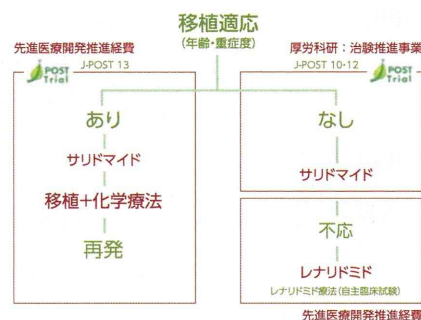 移植適応
(年齢・重症度)
先進医療開発推進経費
J-POST 13
POST
Trial
厚労科研：治験推進事業
J-POST 10・12
POST
Trial
あり
サリドマイド
移植+化学療法
再発
なし
サリドマイド
不応
レナリドミド
レナリドミド療法(自主臨床試験)
先進医療開発推進経費